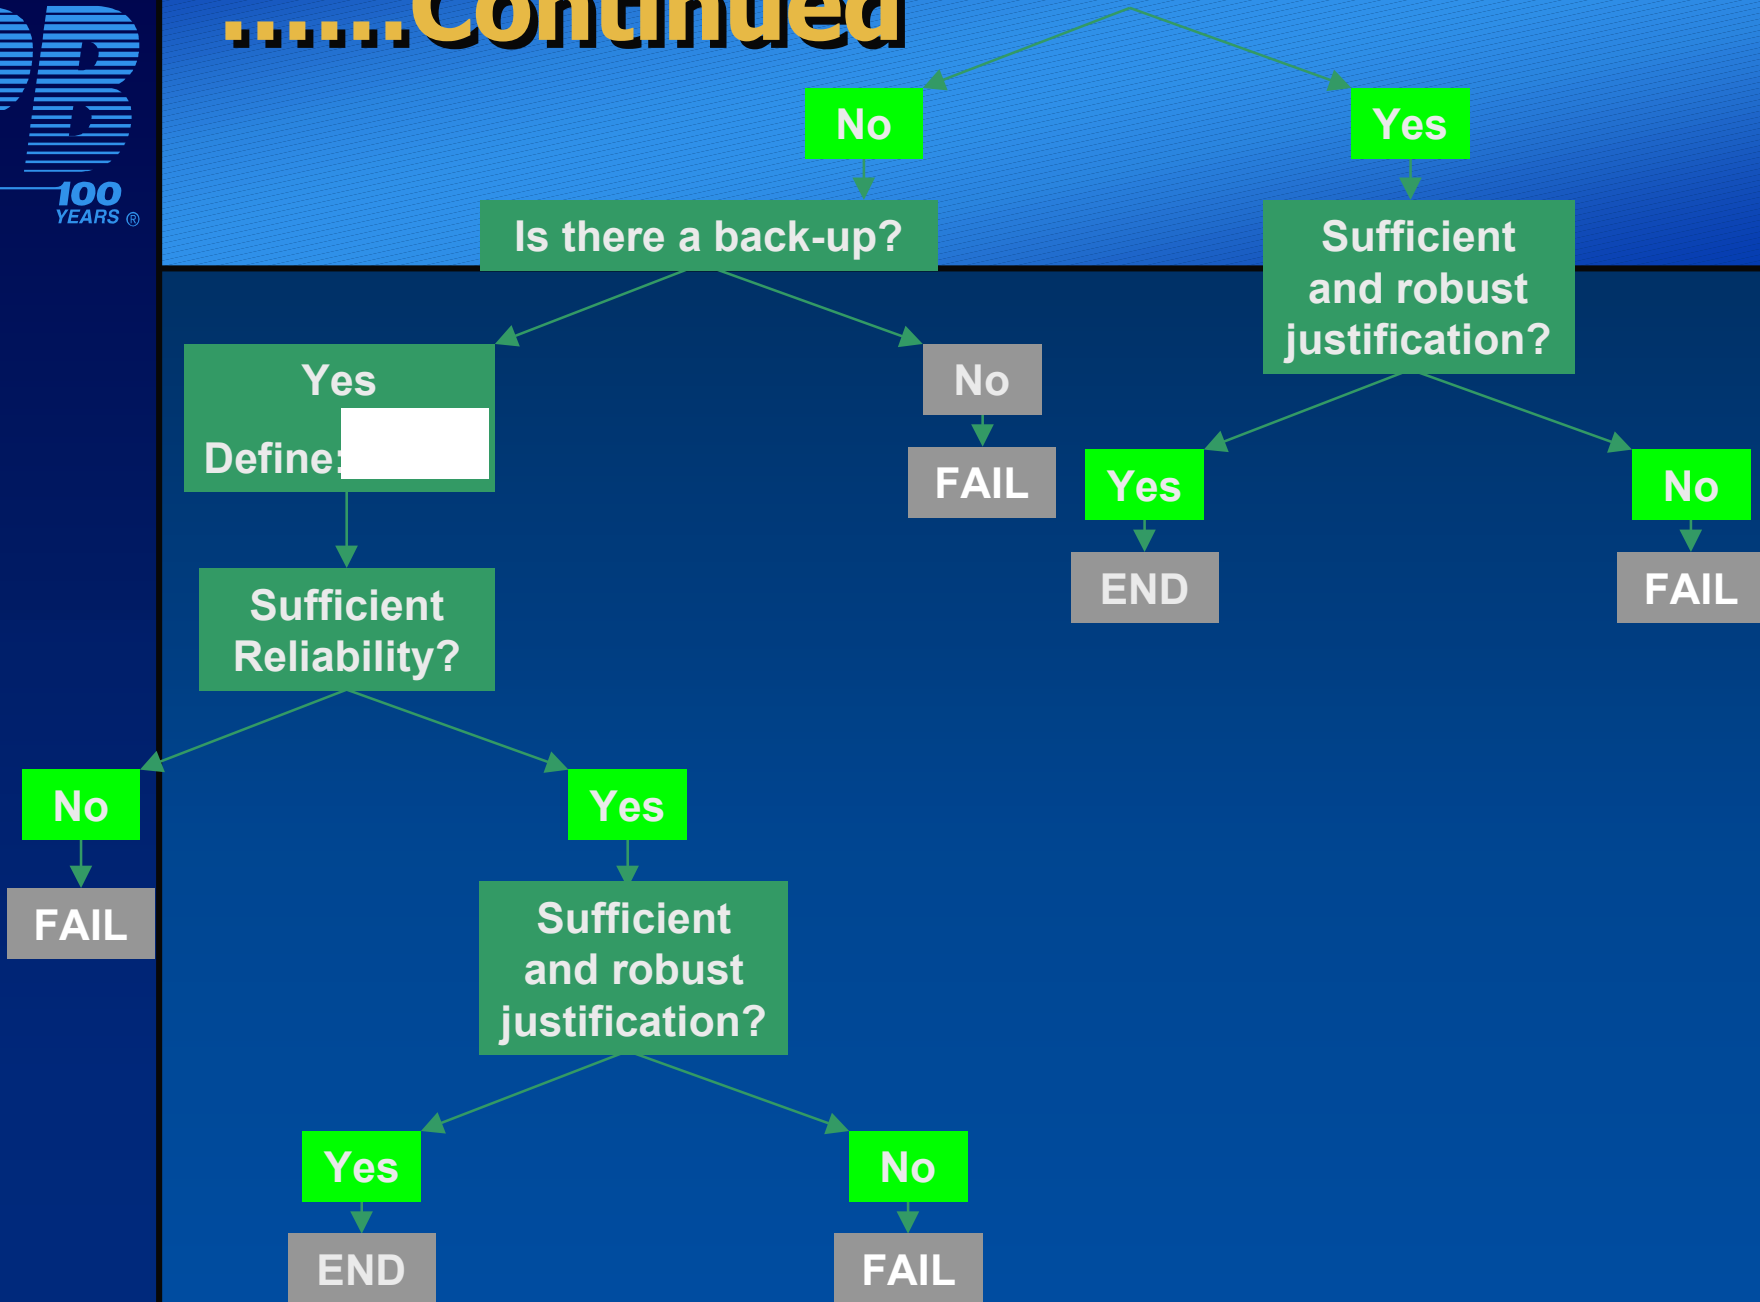 ......Continued
PB
100
YEARS ®
No
Yes
Is there a back-up?
Sufficient
and robust
justification?
Yes
Define:
No
FAIL
Yes
No
END
FAIL
Sufficient
Reliability?
No
Yes
FAIL
Sufficient
and robust
justification?
Yes
No
END
FAIL